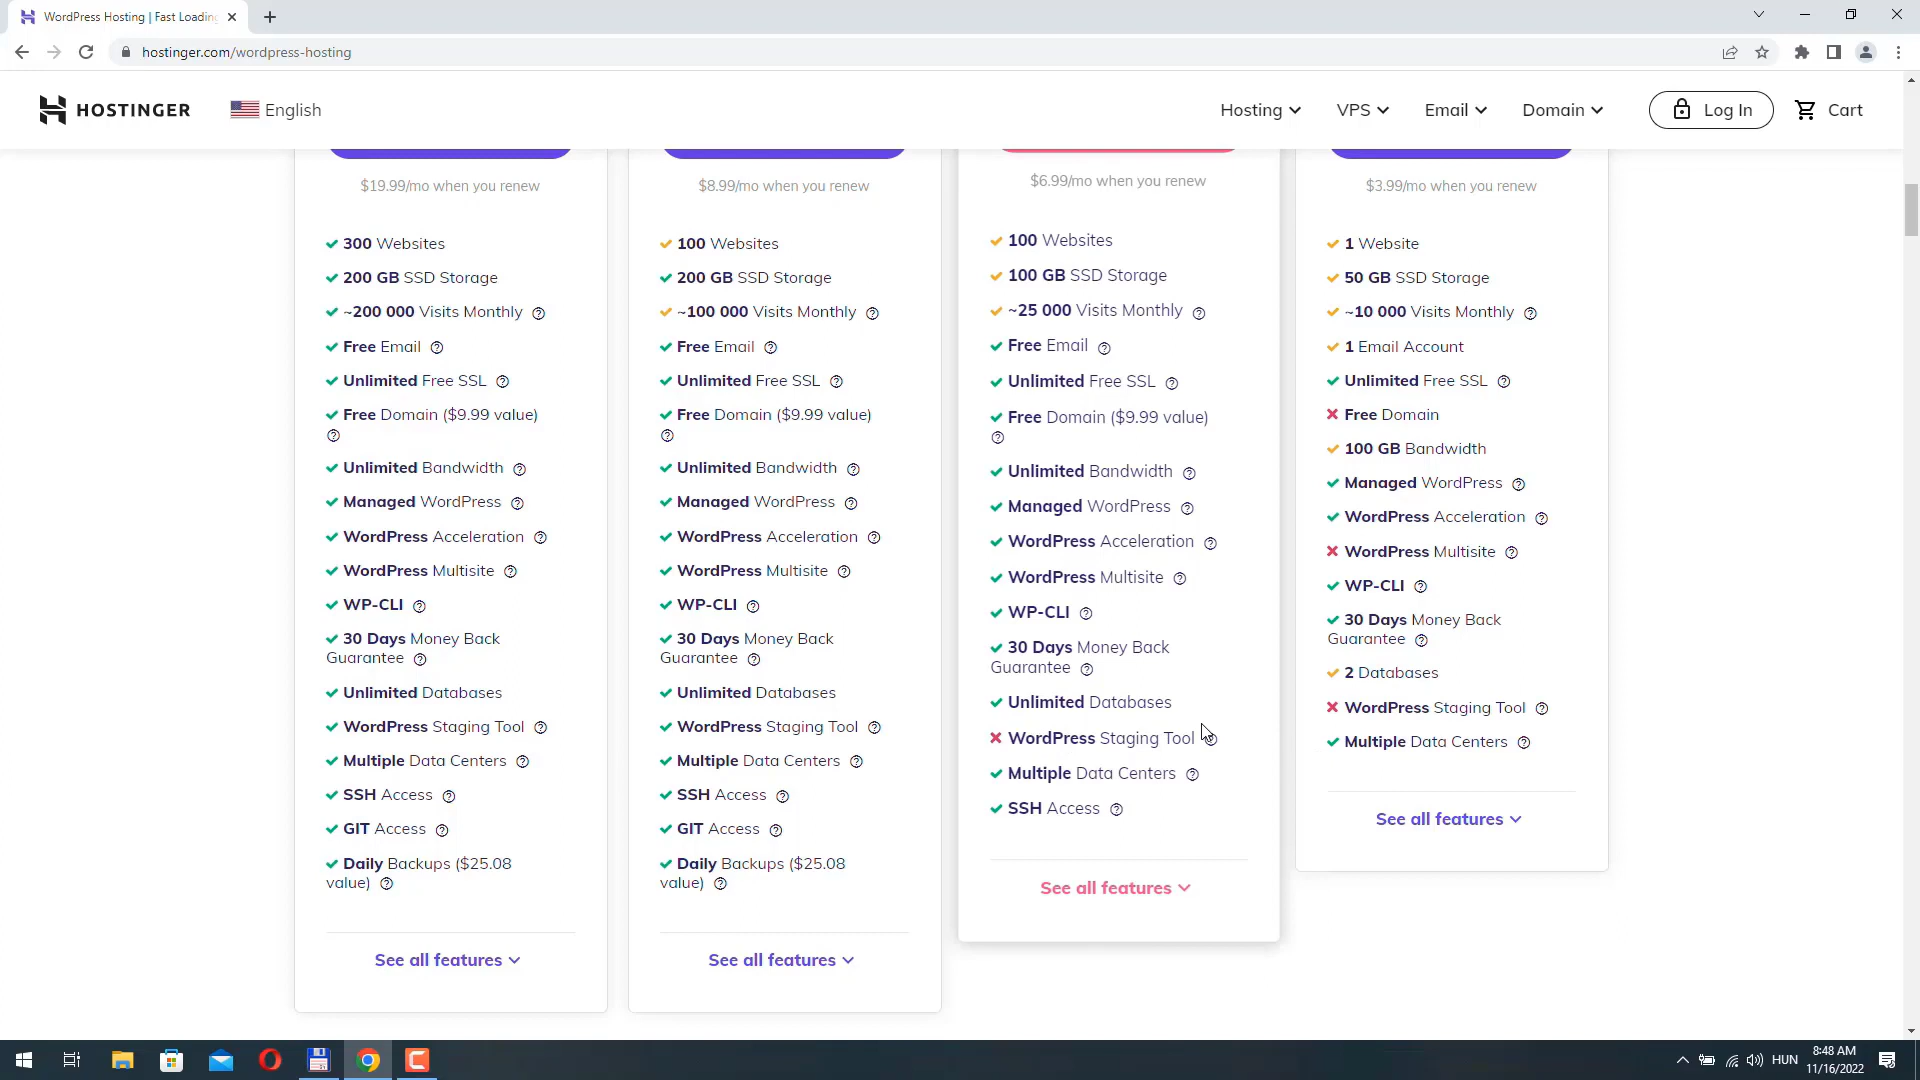 WordPress Hosting | Fast Loading
hostinger.com/wordpress-hosting
HOSTINGER
English
Hosting
VPS
Email
Domain
Log In
Cart
$19.99/mo when you renew
300 Websites
200 GB SSD Storage
~200 000 Visits Monthly
Free Email
Unlimited Free SSL
Free Domain ($9.99 value)
Unlimited Bandwidth
Managed WordPress
WordPress Acceleration
WordPress Multisite
WP-CLI
30 Days Money Back
Guarantee
Unlimited Databases
WordPress Staging Tool
Multiple Data Centers
SSH Access
GIT Access
Daily Backups ($25.08
value)
See all features
$8.99/mo when you renew
100 Websites
200 GB SSD Storage
~100 000 Visits Monthly
Free Email
Unlimited Free SSL
Free Domain ($9.99 value)
Unlimited Bandwidth
Managed WordPress
WordPress Acceleration
WordPress Multisite
WP-CLI
30 Days Money Back
Guarantee
Unlimited Databases
WordPress Staging Tool
Multiple Data Centers
SSH Access
GIT Access
Daily Backups ($25.08
value)
See all features
$6.99/mo when you renew
100 Websites
100 GB SSD Storage
~25 000 Visits Monthly
Free Email
Unlimited Free SSL
Free Domain ($9.99 value)
Unlimited Bandwidth
Managed WordPress
WordPress Acceleration
WordPress Multisite
WP-CLI
30 Days Money Back
Guarantee
Unlimited Databases
WordPress Staging Tool
Multiple Data Centers
SSH Access
See all features
$3.99/mo when you renew
1 Website
50 GB SSD Storage
~10 000 Visits Monthly
1 Email Account
Unlimited Free SSL
Free Domain
100 GB Bandwidth
Managed WordPress
WordPress Acceleration
WordPress Multisite
WP-CLI
30 Days Money Back
Guarantee
2 Databases
WordPress Staging Tool
Multiple Data Centers
See all features
HUN
8:48 AM
11/16/2022